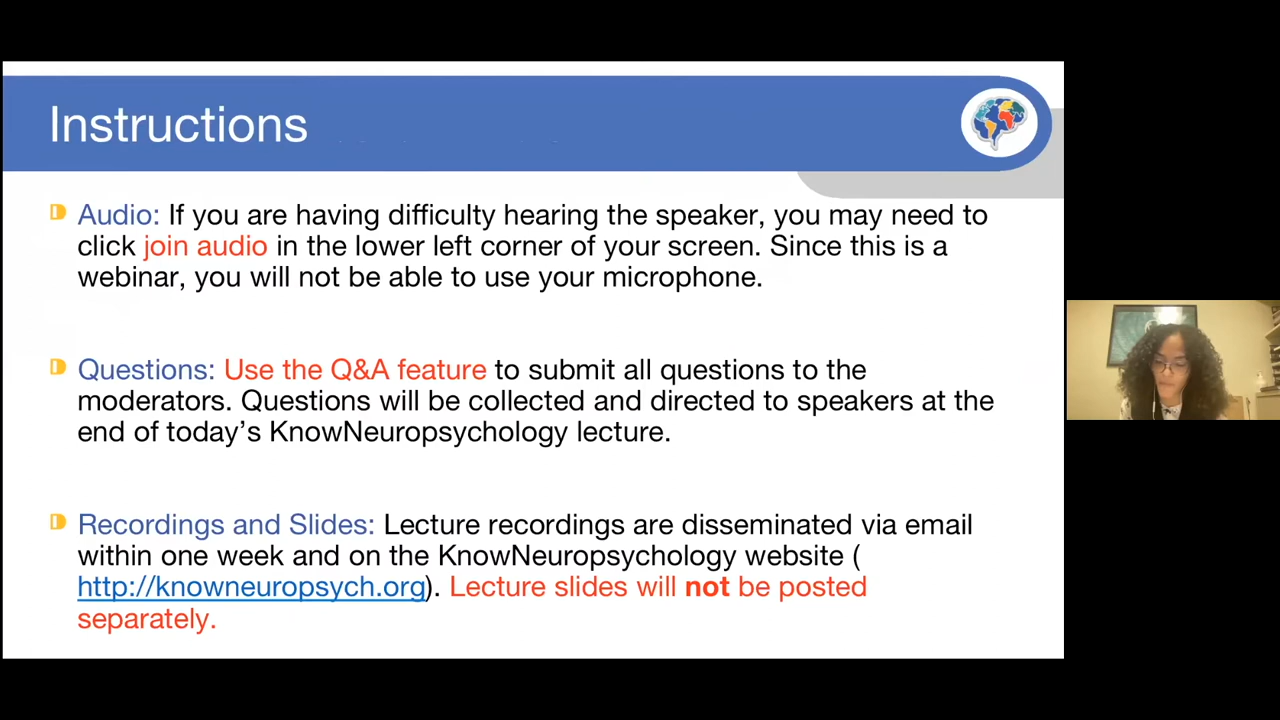 Instructions
Audio: If you are having difficulty hearing the speaker, you may need to
click join audio in the lower left corner of your screen. Since this is a
webinar, you will not be able to use your microphone.
Questions: Use the Q&A feature to submit all questions to the
moderators. Questions will be collected and directed to speakers at the
end of today’s KnowNeuropsychology lecture.
Recordings and Slides: Lecture recordings are disseminated via email
within one week and on the KnowNeuropsychology website (
http://knowneuropsych.org). Lecture slides will not be posted
separately.